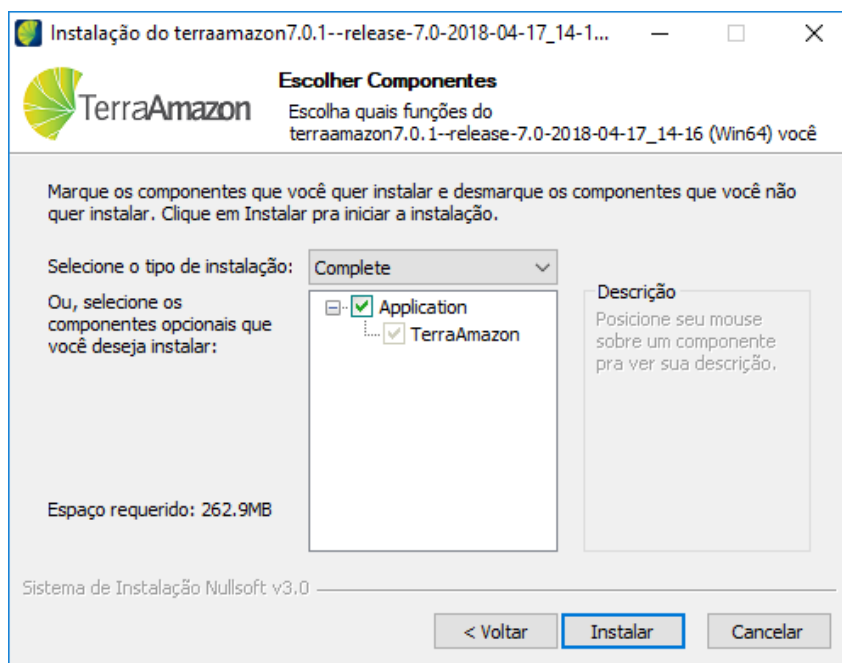 Instalação do terraamazon7.0.1--release-7.0-2018-04-17_14-1...
TerraAmazon
Escolher Componentes
Escolha quais funções do
terraamazon7.0.1--release-7.0-2018-04-17_14-16 (Win64) você
Marque os componentes que você quer instalar e desmarque os componentes que você não
quer instalar. Clique em Instalar pra iniciar a instalação.
Selecione o tipo de instalação:
Complete
Ou, selecione os
componentes opcionais que
você deseja instalar:
Application
TerraAmazon
Descrição
Posicione seu mouse
sobre um componente
pra ver sua descrição.
Espaço requerido: 262.9MB
Sistema de Instalação Nullsoft v3.0
< Voltar
Instalar
Cancelar